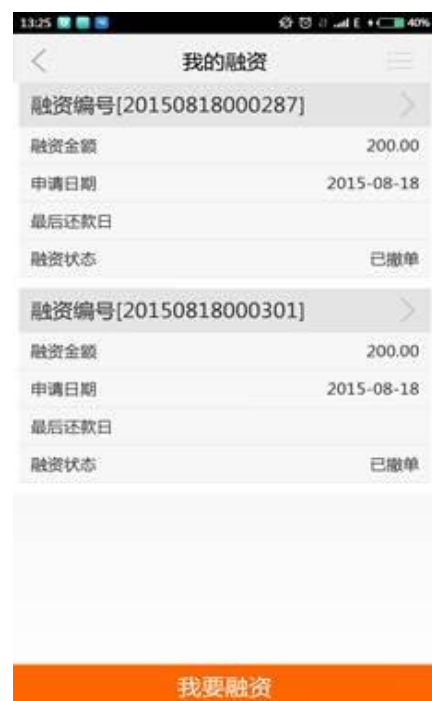 13:25 E 40%
我的融资
融资编号[20150818000287]
融资金额 200.00
申请日期 2015-08-18
最后还款日
融资状态 已撤单
融资编号[20150818000301]
融资金额 200.00
申请日期 2015-08-18
最后还款日
融资状态 已撤单
我要融资